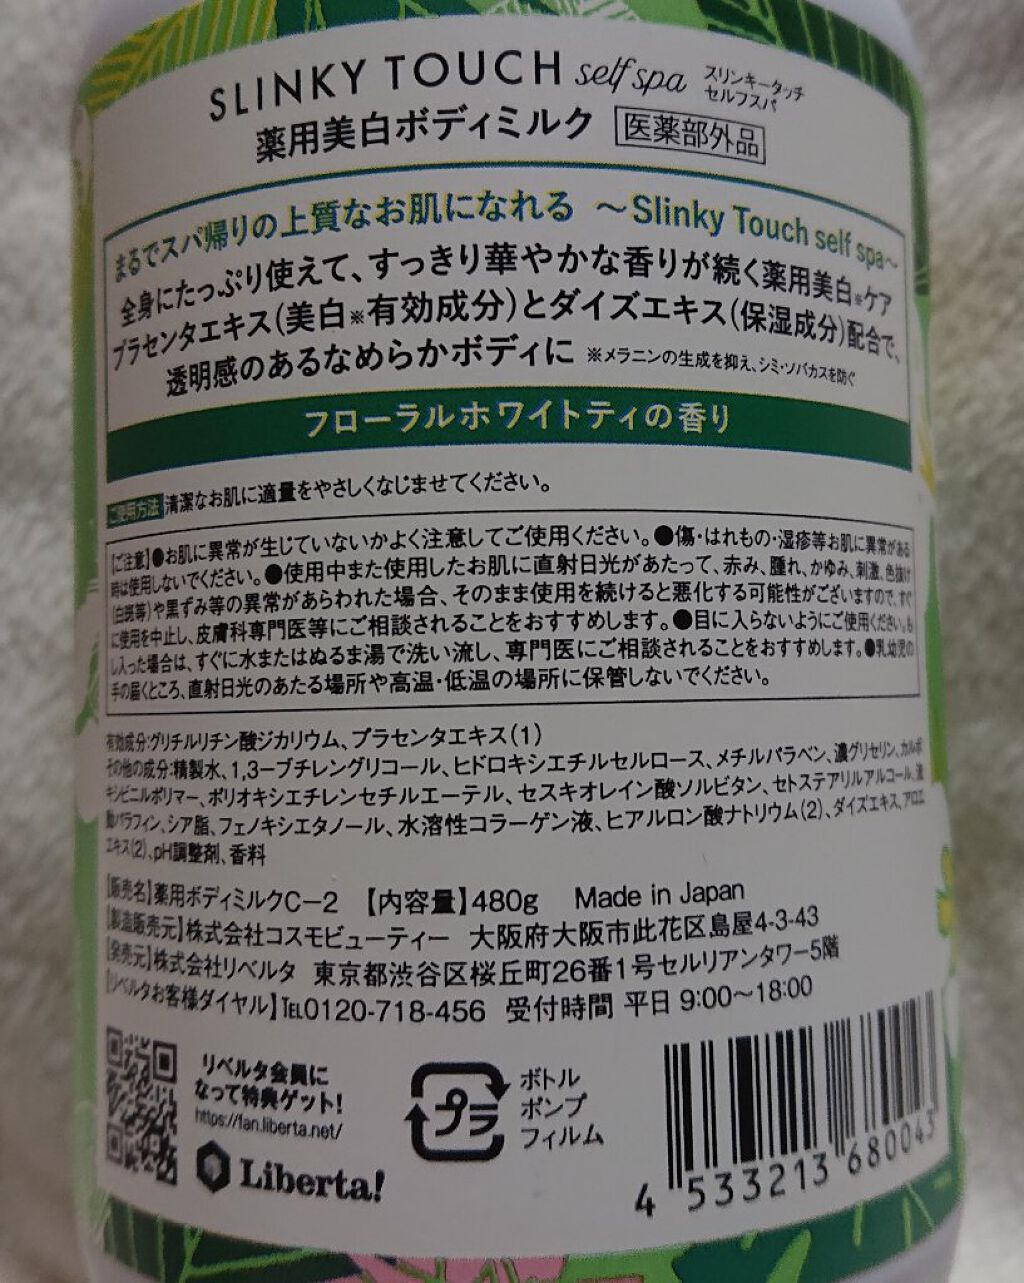 SLINKY TOUCH self spa スリンキータッチ セルフスパ
薬用美白ボディミルク 医薬部外品
まるでスパ帰りの上質なお肌になれる ～Slinky Touch self spa～
全身にたっぷり使えて、すっきり華やかな香りが続く薬用美白※ケア
プラセンタエキス(美白※有効成分)とダイズエキス(保湿成分)配合で、
透明感のあるなめらかボディに ※メラニンの生成を抑え、シミ・ソバカスを防ぐ
フローラルホワイトティの香り
ご使用方法 清潔なお肌に適量をやさしくなじませてください。
【ご注意】●お肌に異常が生じていないかよく注意してご使用ください。●傷・はれもの・湿疹等お肌に異常がある
時は使用しないでください。●使用中または使用したお肌に直射日光があたって、赤み、腫れ、かゆみ、刺激、色抜け
(白斑等)や黒ずみ等の異常があらわれた場合、そのまま使用を続けると悪化する可能性がございますので、すぐ
に使用を中止し、皮膚科専門医等にご相談されることをおすすめします。●目に入らないようにご使用ください。も
し入った場合は、すぐに水またはぬるま湯で洗い流し、専門医にご相談されることをおすすめします。●乳幼児の
手の届くところ、直射日光のあたる場所や高温・低温の場所に保管しないでください。
有効成分:グリチルリチン酸ジカリウム、プラセンタエキス(1)
その他の成分:精製水、1,3-ブチレングリコール、ヒドロキシエチルセルロース、メチルパラベン、濃グリセリン、カルボ
キシビニルポリマー、ポリオキシエチレンセチルエーテル、セスキオレイン酸ソルビタン、セトステアリルアルコール、流
動パラフィン、シア脂、フェノキシエタノール、水溶性コラーゲン液、ヒアルロン酸ナトリウム(2)、ダイズエキス、アロエ
エキス(2)、pH調整剤、香料
【販売名】薬用ボディミルクC-2 【内容量】480g Made in Japan
【製造販売元】株式会社コスモビューティー 大阪府大阪市此花区島屋4-3-43
【発売元】株式会社リベルタ 東京都渋谷区桜丘町26番1号セルリアンタワー5階
【リベルタお客様ダイヤル】℡0120-718-456 受付時間 平日 9:00～18:00
リベルタ会員に
なって特典ゲット!
https://fan.liberta.net/
Liberta!
プラ
ボトル
ポンプ
フィルム
4 533213 680043